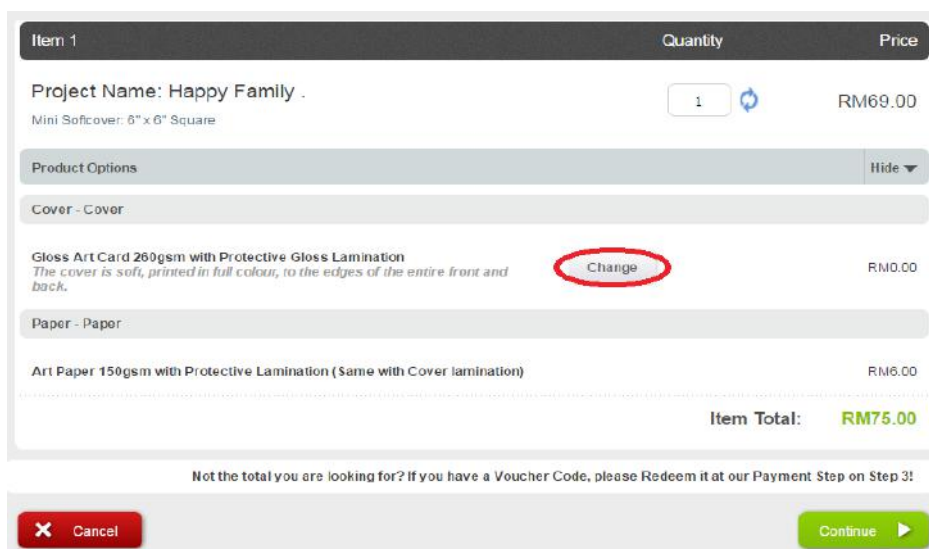 Item 1 Quantity Price
Project Name: Happy Family .
1
RM69.00
Mini Softcover: 6" x 6" Square
Product Options Hide
Cover - Cover
Gloss Art Card 260gsm with Protective Gloss Lamination
The cover is soft, printed in full colour, to the edges of the entire front and
back.
Change
RM0.00
Paper - Paper
Art Paper 150gsm with Protective Lamination (Same with Cover lamination) RM6.00
Item Total: RM75.00
Not the total you are looking for? If you have a Voucher Code, please Redeem it at our Payment Step on Step 3!
Cancel Continue